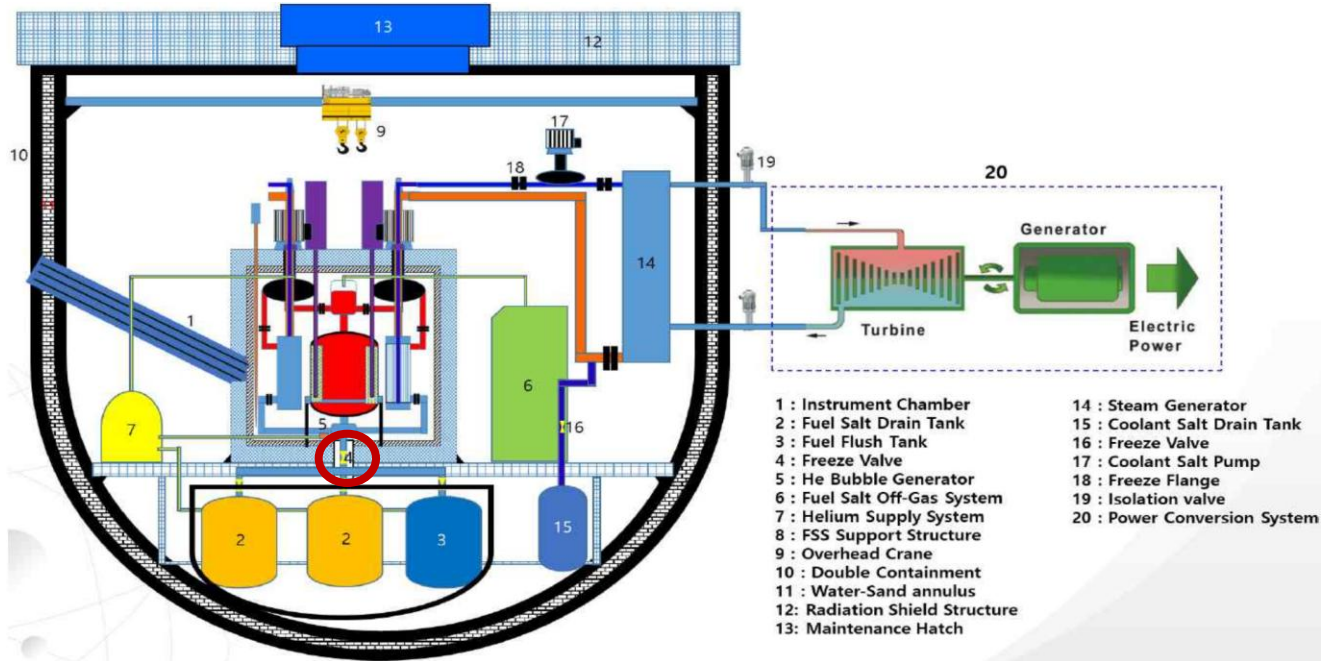 13
12
9
17
10
18
19
20
Generator
1
14
Turbine
Electric
Power
6
7
5
16
4
2
2
3
15
1 : Instrument Chamber
2 : Fuel Salt Drain Tank
3 : Fuel Flush Tank
4 : Freeze Valve
5 : He Bubble Generator
6 : Fuel Salt Off-Gas System
7 : Helium Supply System
8 : FSS Support Structure
9 : Overhead Crane
10 : Double Containment
11 : Water-Sand annulus
12: Radiation Shield Structure
13: Maintenance Hatch
14 : Steam Generator
15 : Coolant Salt Drain Tank
16 : Freeze Valve
17 : Coolant Salt Pump
18 : Freeze Flange
19 : Isolation valve
20 : Power Conversion System